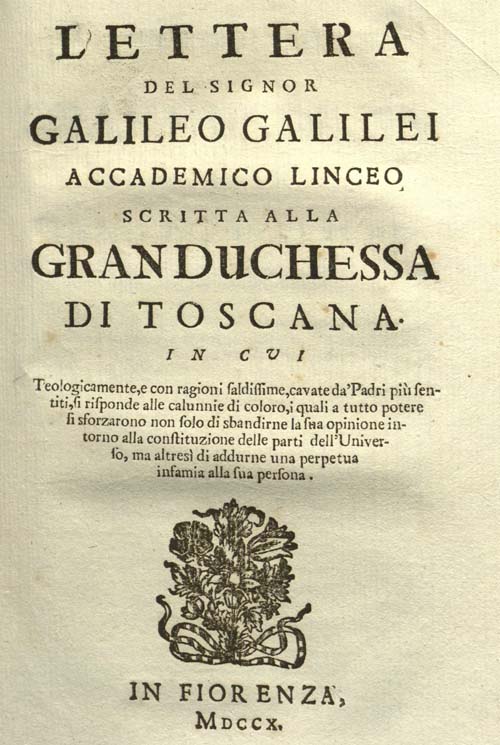 LETTERA
DEL SIGNOR
GALILEO GALILEI
ACCADEMICO LINCEO
SCRITTA ALLA
GRANDUCHESSA
DI TOSCANA.
IN CVI
Teologicamente, e con ragioni ſaldiſſime, cavate da'Padri più ſen-
titi, ſi riſponde alle calunnie di coloro, i quali a tutto potere
ſi sforzarono non ſolo di sbandirne la ſua opinione in-
torno alla conſtituzione delle parti dell'Univer-
ſo, ma altresì di addurne una perpetua
infamia alla ſua perſona.
IN FIORENZA,
MDCCX.